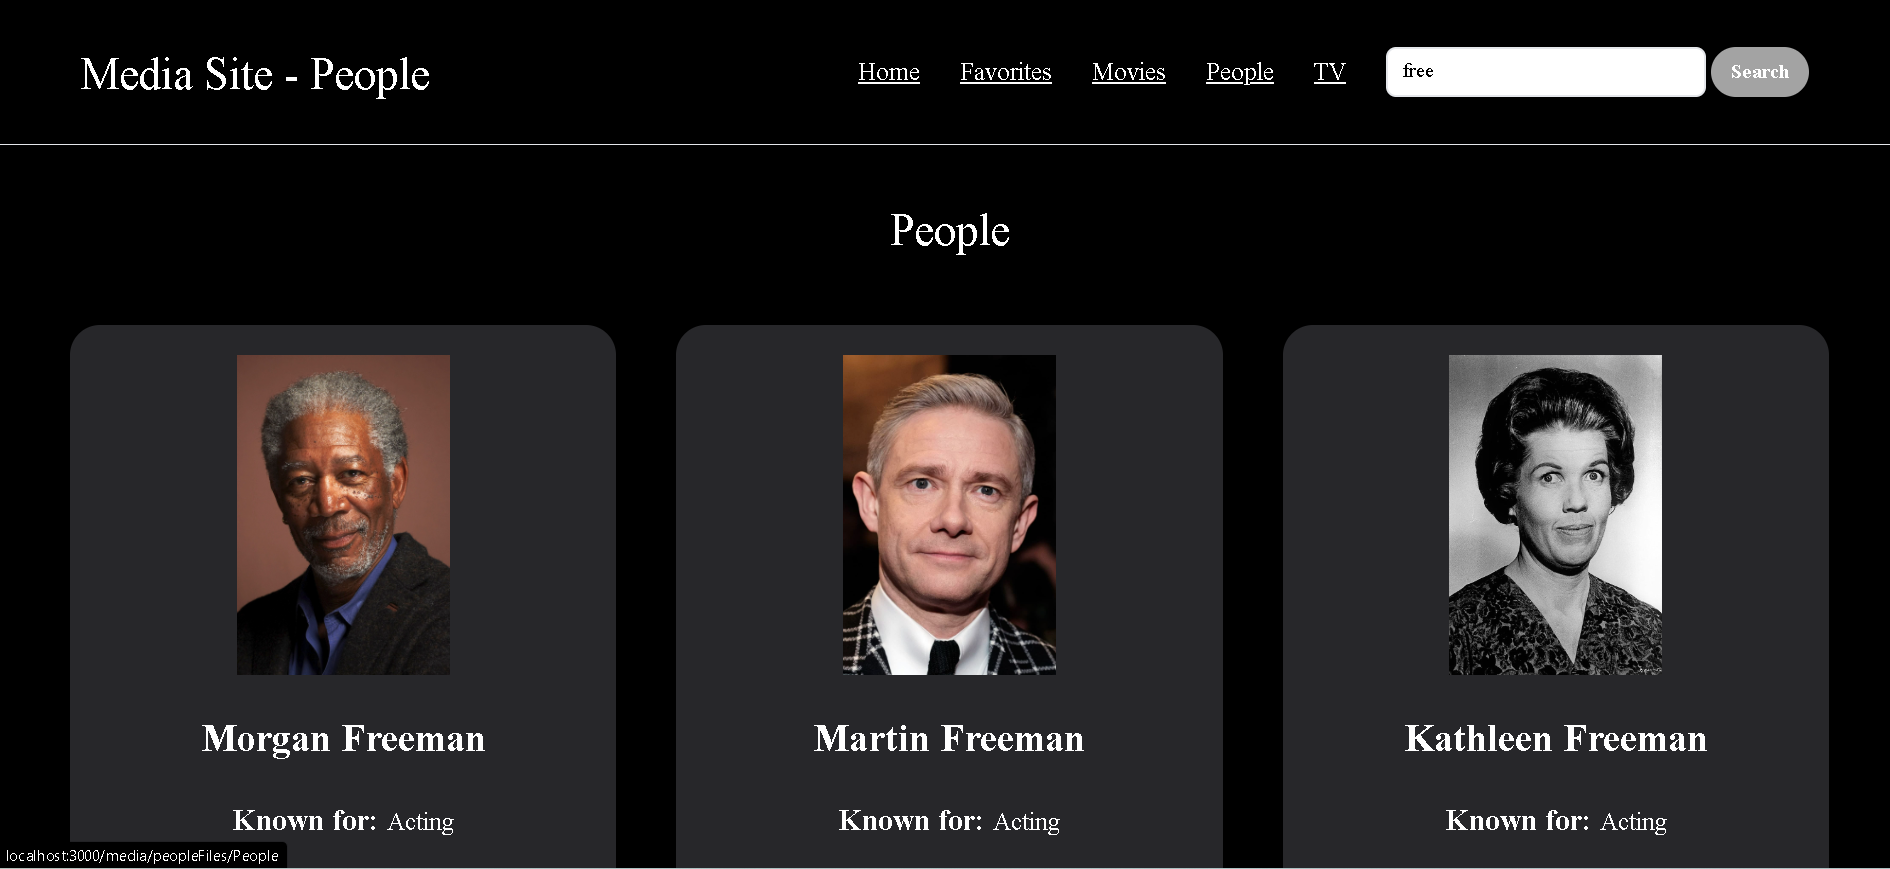 Media Site - People
Home Favorites Movies People TV free Search
People
Morgan Freeman Martin Freeman Kathleen Freeman
Known for: Acting Known for: Acting Known for: Acting
localhost:3000/media/peopleFiles/People